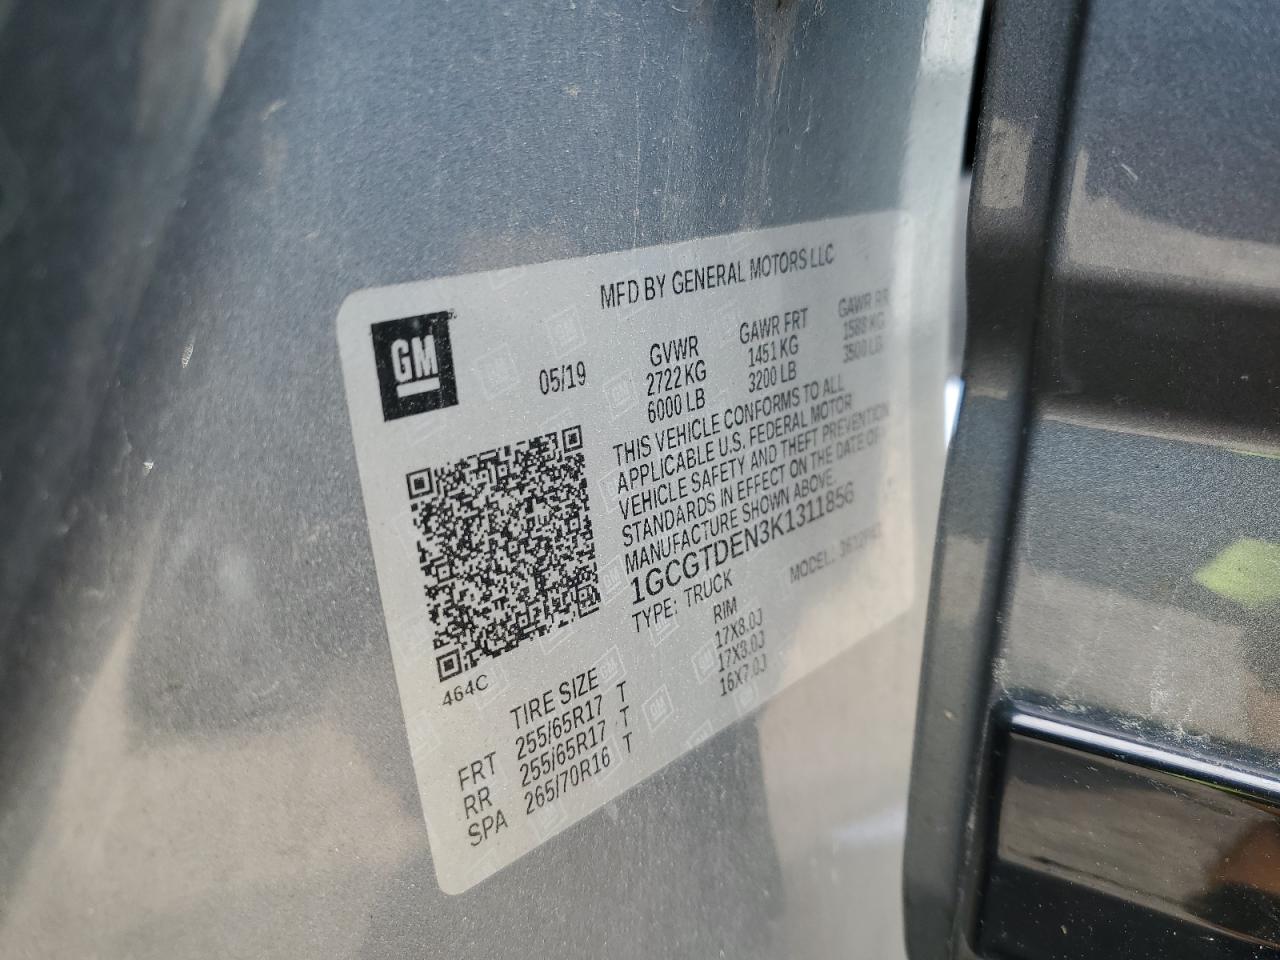 MFD BY GENERAL MOTORS LLC
GM
05/19
GVWR GAWR FRT GAWR RR
2722 KG 1451 KG 1588 KG
6000 LB 3200 LB 3500 LB
THIS VEHICLE CONFORMS TO ALL
APPLICABLE U.S. FEDERAL MOTOR
VEHICLE SAFETY AND THEFT PREVENTION
STANDARDS IN EFFECT ON THE DATE OF
MANUFACTURE SHOWN ABOVE.
1GCGTDEN3K1311856
TYPE: TRUCK MODEL:
464C
TIRE SIZE RIM
FRT 255/65R17 T 17X8.0J
RR 255/65R17 T 17X8.0J
SPA 265/70R16 T 16X7.0J